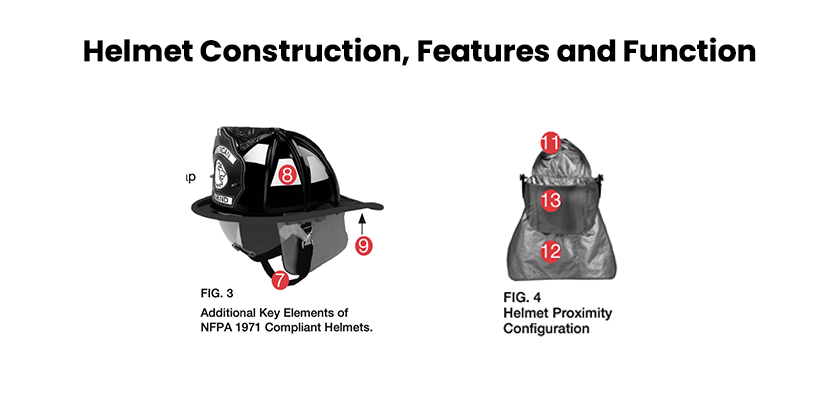 Helmet Construction, Features and Function
11
8
ap
13
9
12
7
FIG. 3
Additional Key Elements of
NFPA 1971 Compliant Helmets.
FIG. 4
Helmet Proximity
Configuration